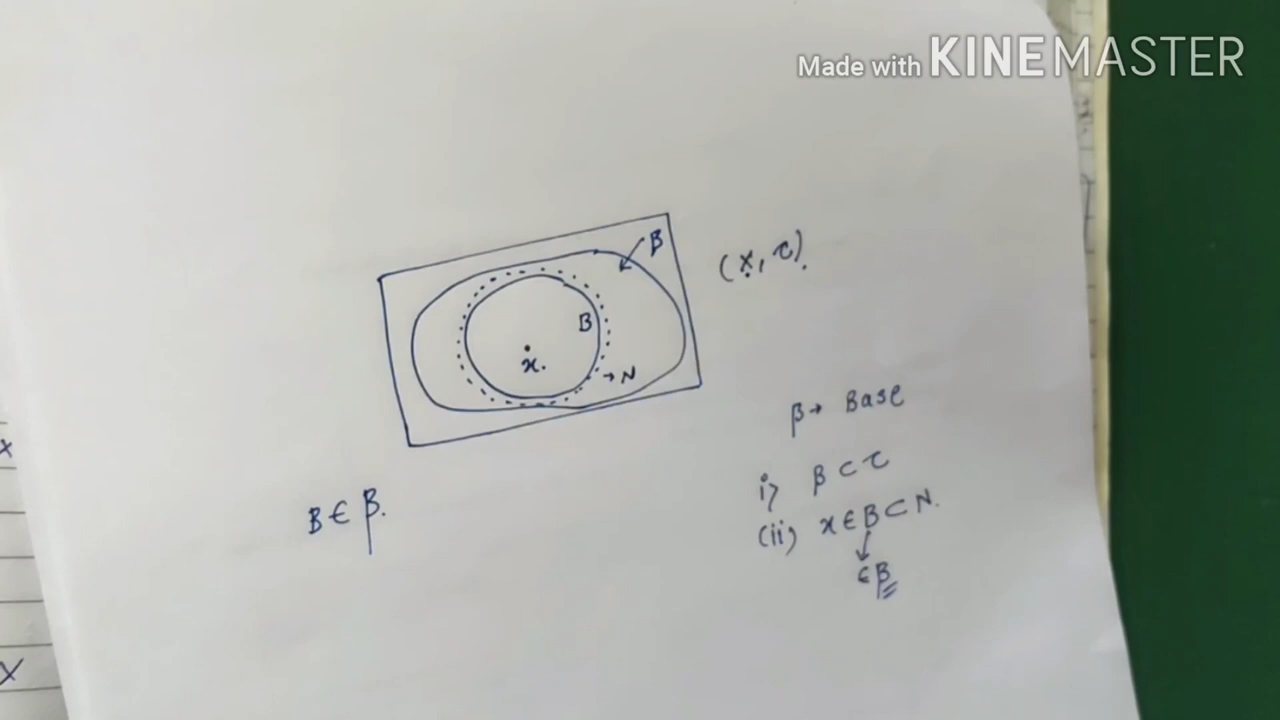 Made with KINEMASTER
β
(X, τ).
B
x.
→ N
β → Base
i) β ⊂ τ
(ii) x ∈ B ⊂ N.
B ∈ β.
∈ β
x
X